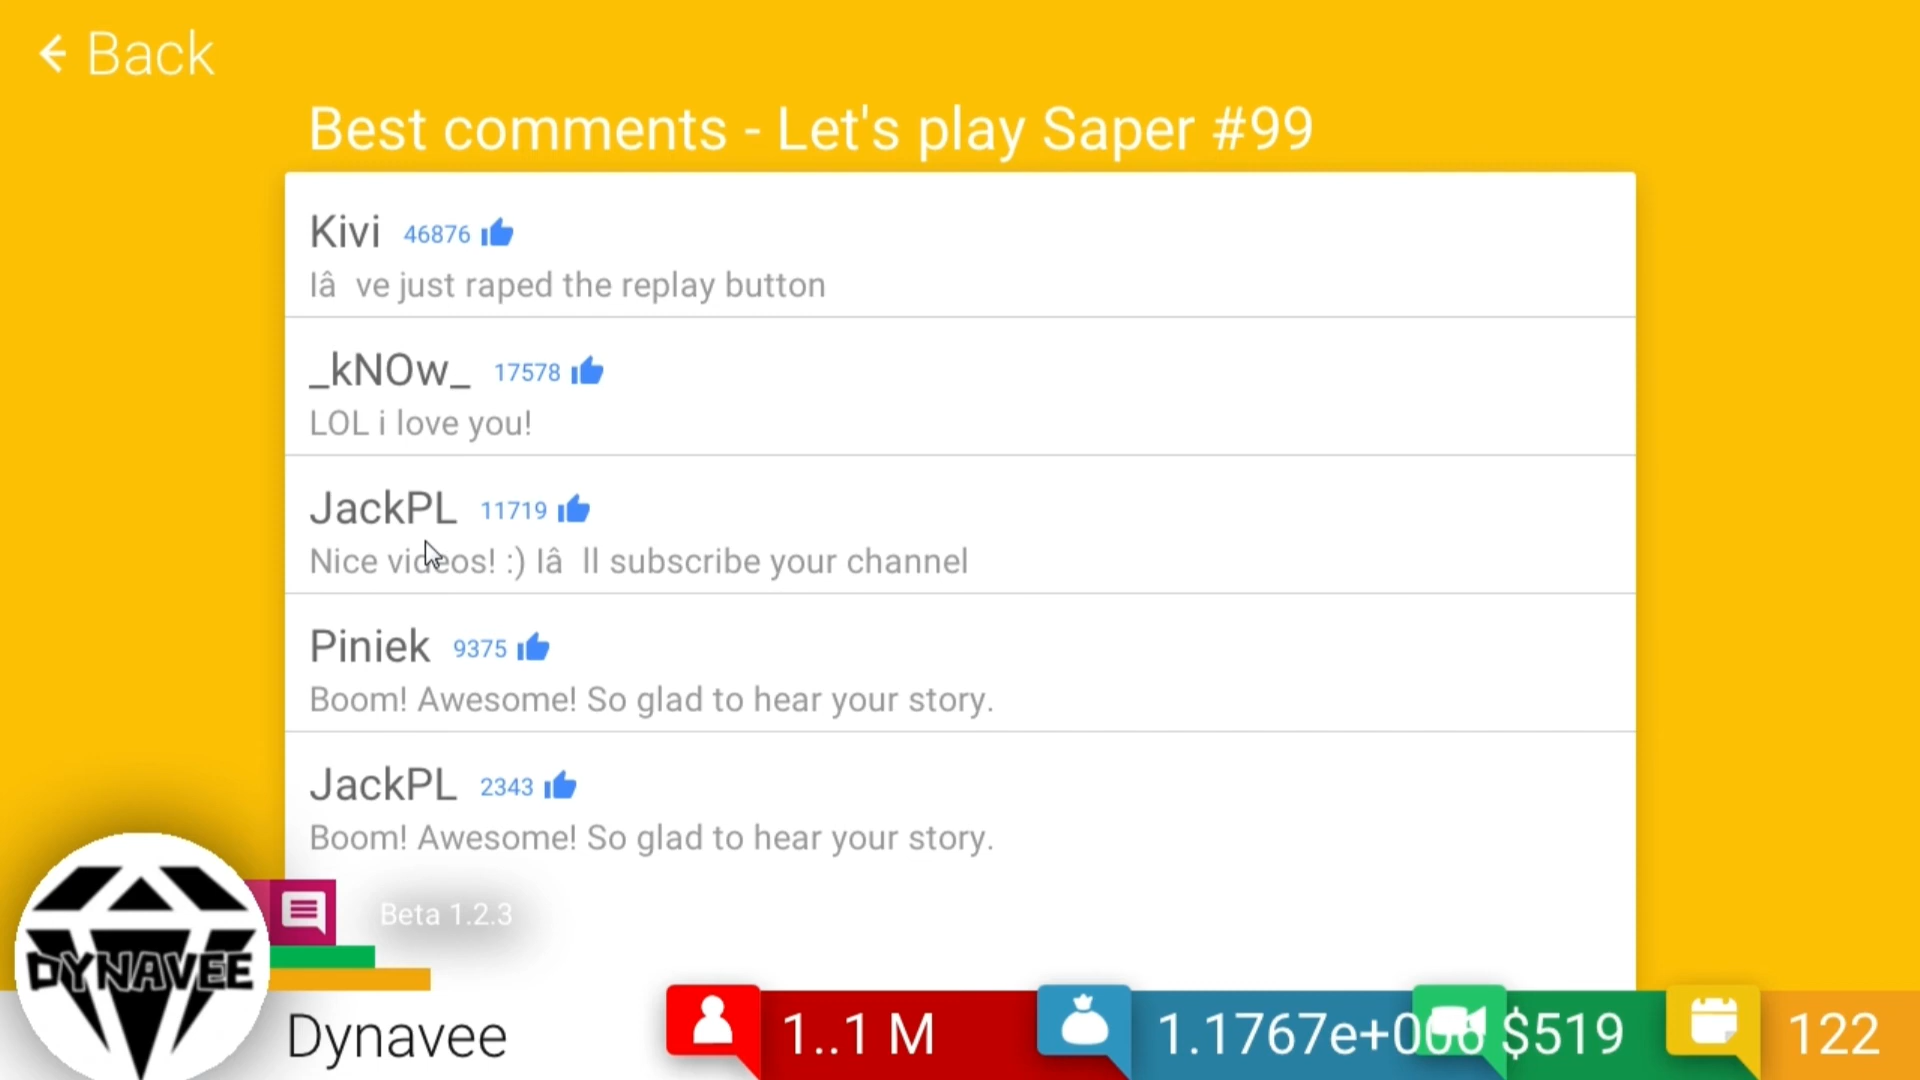 Back
Best comments - Let's play Saper #99
Kivi 46876
Iâ ve just raped the replay button
_kNOw_ 17578
LOL i love you!
JackPL 11719
Nice videos! :) Iâ ll subscribe your channel
Piniek 9375
Boom! Awesome! So glad to hear your story.
JackPL 2343
Boom! Awesome! So glad to hear your story.
Beta 1.2.3
DYNAVEE
Dynavee
1..1 M
1.1767e+006
$519
122